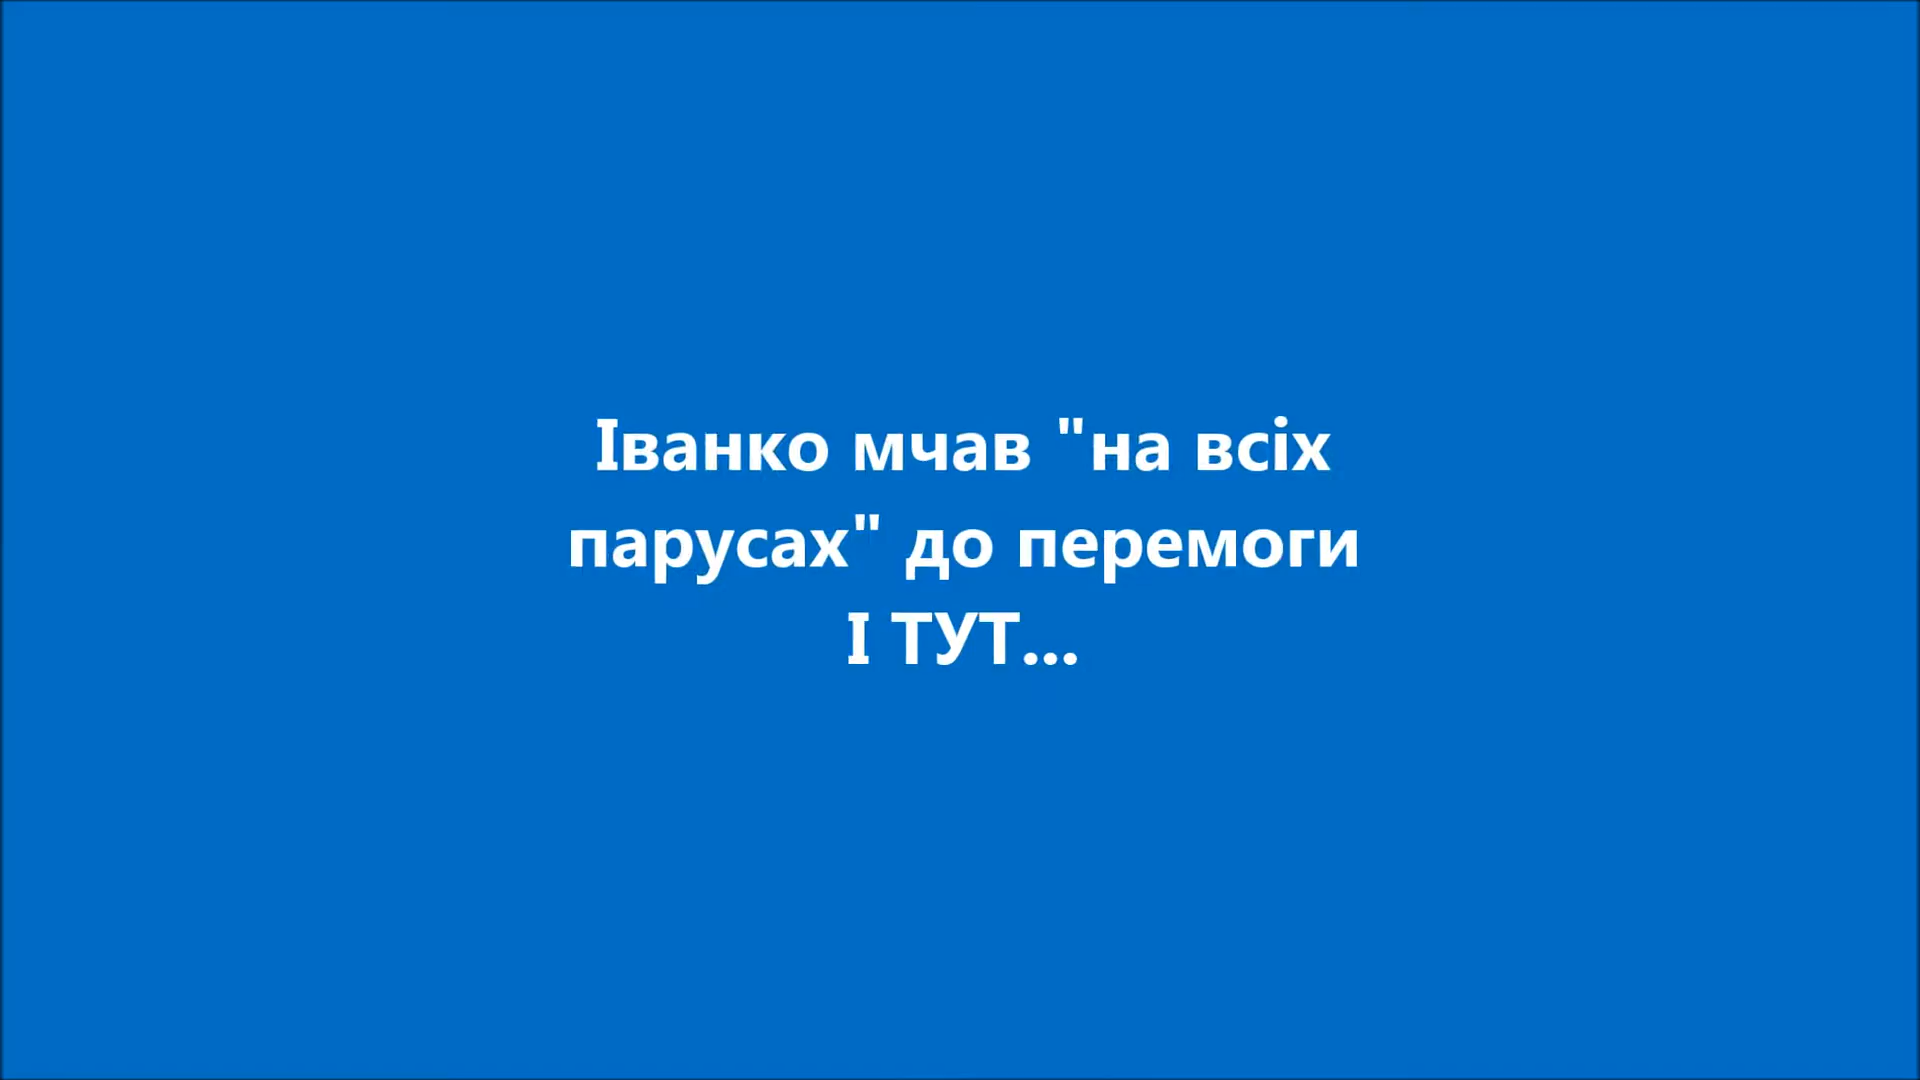 Іванко мчав "на всіх
парусах" до перемоги
І ТУТ...